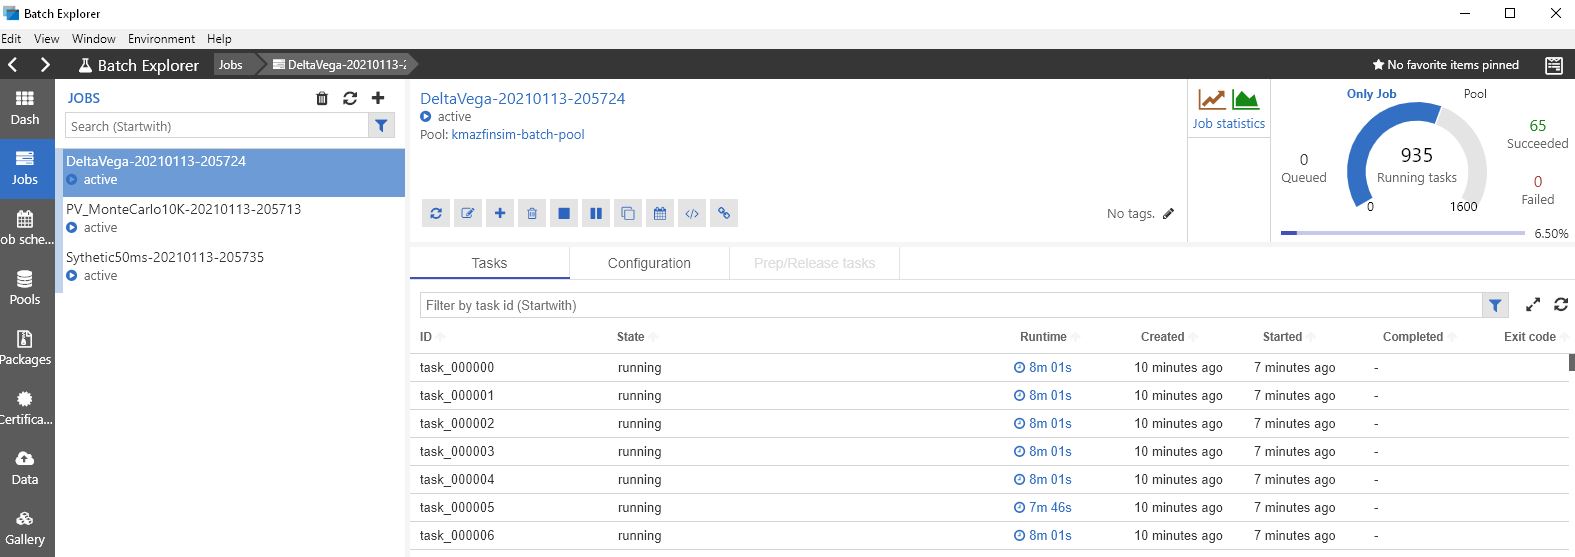 Batch Explorer
Edit View Window Environment Help
Batch Explorer Jobs DeltaVega-20210113-2 No favorite items pinned
Dash
Jobs
ob sche...
Pools
Packages
Certifica...
Data
Gallery
JOBS
Search (Startwith)
DeltaVega-20210113-205724
active
PV_MonteCarlo10K-20210113-205713
active
Sythetic50ms-20210113-205735
active
DeltaVega-20210113-205724
active
Pool: kmazfinsim-batch-pool
No tags.
Job statistics
Only Job Pool
0
Queued
935
Running tasks
0 1600
65
Succeeded
0
Failed
6.50%
Tasks Configuration Prep/Release tasks
Filter by task id (Startwith)
ID State Runtime Created Started Completed Exit code
task_000000 running 8m 01s 10 minutes ago 7 minutes ago -
task_000001 running 8m 01s 10 minutes ago 7 minutes ago -
task_000002 running 8m 01s 10 minutes ago 7 minutes ago -
task_000003 running 8m 01s 10 minutes ago 7 minutes ago -
task_000004 running 8m 01s 10 minutes ago 7 minutes ago -
task_000005 running 7m 46s 10 minutes ago 7 minutes ago -
task_000006 running 8m 01s 10 minutes ago 7 minutes ago -